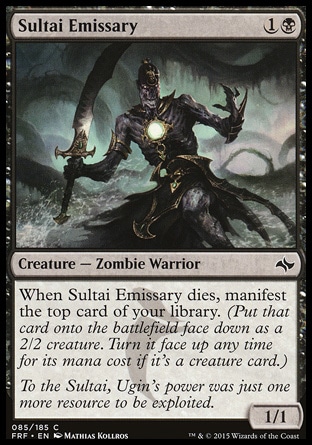 Sultai Emissary 1
Creature — Zombie Warrior
When Sultai Emissary dies, manifest
the top card of your library. (Put that
card onto the battlefield face down as a
2/2 creature. Turn it face up any time
for its mana cost if it's a creature card.)
To the Sultai, Ugin's power was just one
more resource to be exploited.
1/1
085/185 C
FRF • EN Mathias Kollros
™ & © 2015 Wizards of the Coast